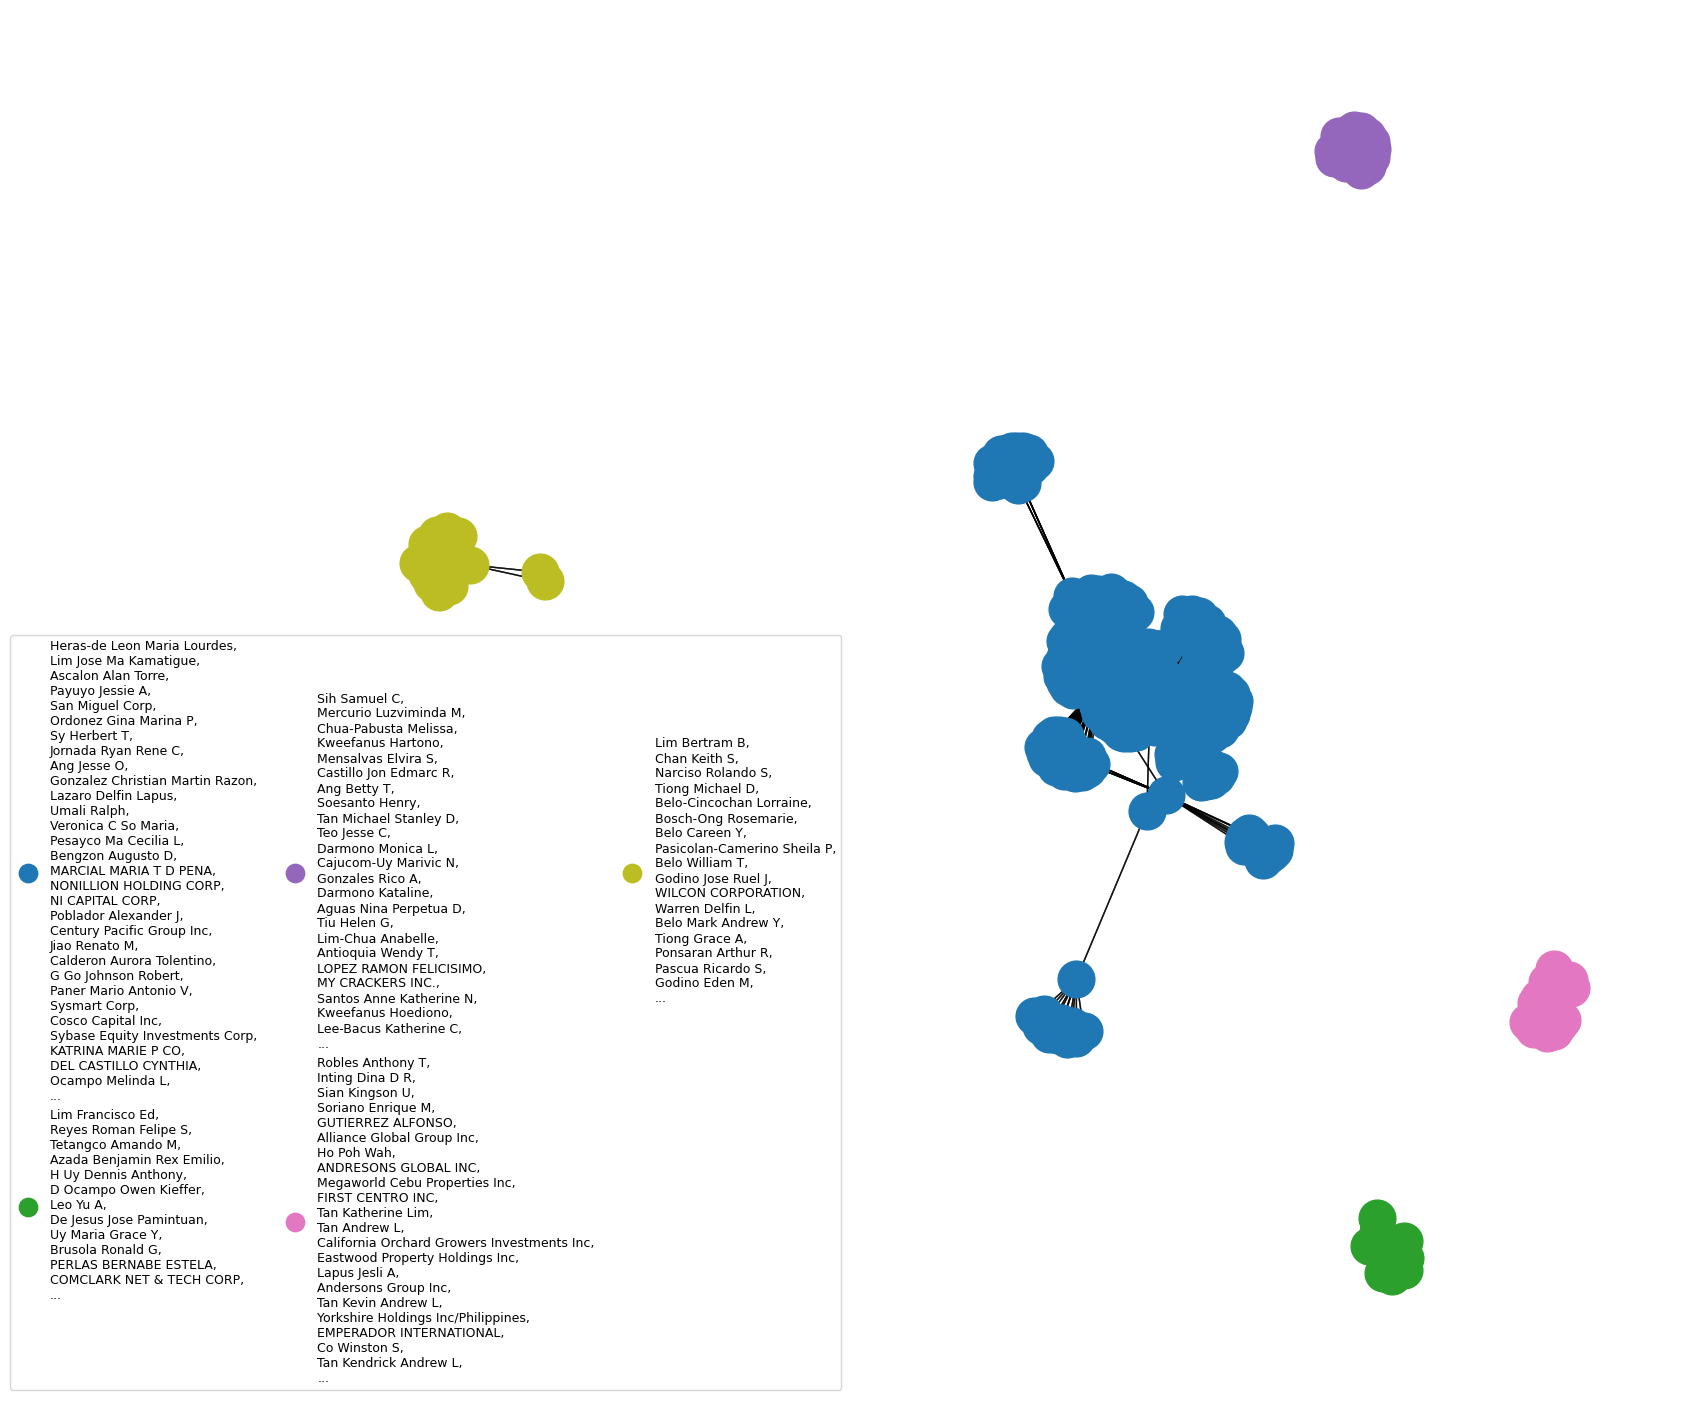 Heras-de Leon Maria Lourdes,
Lim Jose Ma Kamatigue,
Ascalon Alan Torre,
Payuyo Jessie A,
San Miguel Corp,
Ordonez Gina Marina P,
Sy Herbert T,
Jornada Ryan Rene C,
Ang Jesse O,
Gonzalez Christian Martin Razon,
Lazaro Delfin Lapus,
Umali Ralph,
Veronica C So Maria,
Pesayco Ma Cecilia L,
Bengzon Augusto D,
MARCIAL MARIA T D PENA,
NONILLION HOLDING CORP,
NI CAPITAL CORP,
Poblador Alexander J,
Century Pacific Group Inc,
Jiao Renato M,
Calderon Aurora Tolentino,
G Go Johnson Robert,
Paner Mario Antonio V,
Sysmart Corp,
Cosco Capital Inc,
Sybase Equity Investments Corp,
KATRINA MARIE P CO,
DEL CASTILLO CYNTHIA,
Ocampo Melinda L,
...
Lim Francisco Ed,
Reyes Roman Felipe S,
Tetangco Amando M,
Azada Benjamin Rex Emilio,
H Uy Dennis Anthony,
D Ocampo Owen Kieffer,
Leo Yu A,
De Jesus Jose Pamintuan,
Uy Maria Grace Y,
Brusola Ronald G,
PERLAS BERNABE ESTELA,
COMCLARK NET & TECH CORP,
...
Sih Samuel C,
Mercurio Luzviminda M,
Chua-Pabusta Melissa,
Kweefanus Hartono,
Mensalvas Elvira S,
Castillo Jon Edmarc R,
Ang Betty T,
Soesanto Henry,
Tan Michael Stanley D,
Teo Jesse C,
Darmono Monica L,
Cajucom-Uy Marivic N,
Gonzales Rico A,
Darmono Kataline,
Aguas Nina Perpetua D,
Tiu Helen G,
Lim-Chua Anabelle,
Antioquia Wendy T,
LOPEZ RAMON FELICISIMO,
MY CRACKERS INC.,
Santos Anne Katherine N,
Kweefanus Hoediono,
Lee-Bacus Katherine C,
...
Robles Anthony T,
Inting Dina D R,
Sian Kingson U,
Soriano Enrique M,
GUTIERREZ ALFONSO,
Alliance Global Group Inc,
Ho Poh Wah,
ANDRESONS GLOBAL INC,
Megaworld Cebu Properties Inc,
FIRST CENTRO INC,
Tan Katherine Lim,
Tan Andrew L,
California Orchard Growers Investments Inc,
Eastwood Property Holdings Inc,
Lapus Jesli A,
Andersons Group Inc,
Tan Kevin Andrew L,
Yorkshire Holdings Inc/Philippines,
EMPERADOR INTERNATIONAL,
Co Winston S,
Tan Kendrick Andrew L,
...
Lim Bertram B,
Chan Keith S,
Narciso Rolando S,
Tiong Michael D,
Belo-Cincochan Lorraine,
Bosch-Ong Rosemarie,
Belo Careen Y,
Pasicolan-Camerino Sheila P,
Belo William T,
Godino Jose Ruel J,
WILCON CORPORATION,
Warren Delfin L,
Belo Mark Andrew Y,
Tiong Grace A,
Ponsaran Arthur R,
Pascua Ricardo S,
Godino Eden M,
...